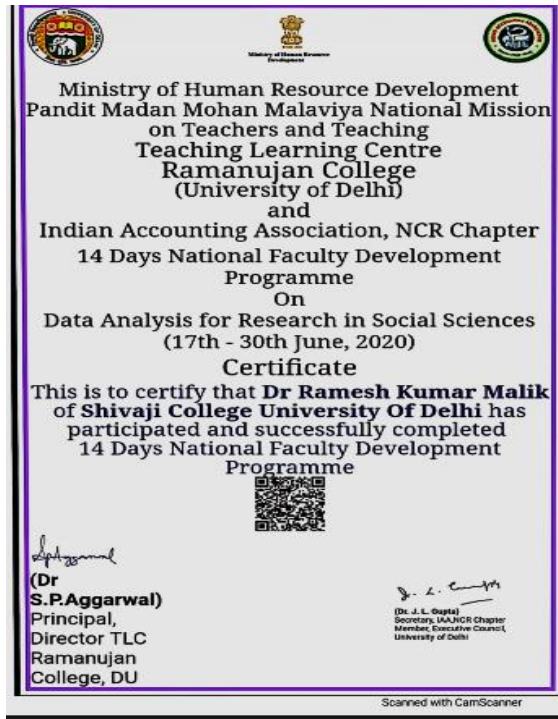 Ministry of Human Resource
Development
Ministry of Human Resource Development
Pandit Madan Mohan Malaviya National Mission
on Teachers and Teaching
Teaching Learning Centre
Ramanujan College
(University of Delhi)
and
Indian Accounting Association, NCR Chapter
14 Days National Faculty Development
Programme
On
Data Analysis for Research in Social Sciences
(17th - 30th June, 2020)
Certificate
This is to certify that Dr Ramesh Kumar Malik
of Shivaji College University Of Delhi has
participated and successfully completed
14 Days National Faculty Development
Programme
(Dr
S.P.Aggarwal)
Principal,
Director TLC
Ramanujan
College, DU
(Dr. J. L. Gupta)
Secretary, IAA,NCR Chapter
Member, Executive Council,
University of Delhi
Scanned with CamScanner